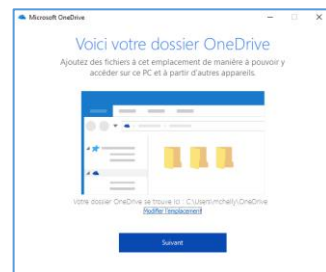 Microsoft OneDrive
Voici votre dossier OneDrive
Ajoutez des fichiers à cet emplacement de manière à pouvoir y
accéder sur ce PC et à partir d'autres appareils.
Votre dossier OneDrive se trouve ici : C:\Users\michelly\OneDrive
Modifier l'emplacement
Suivant